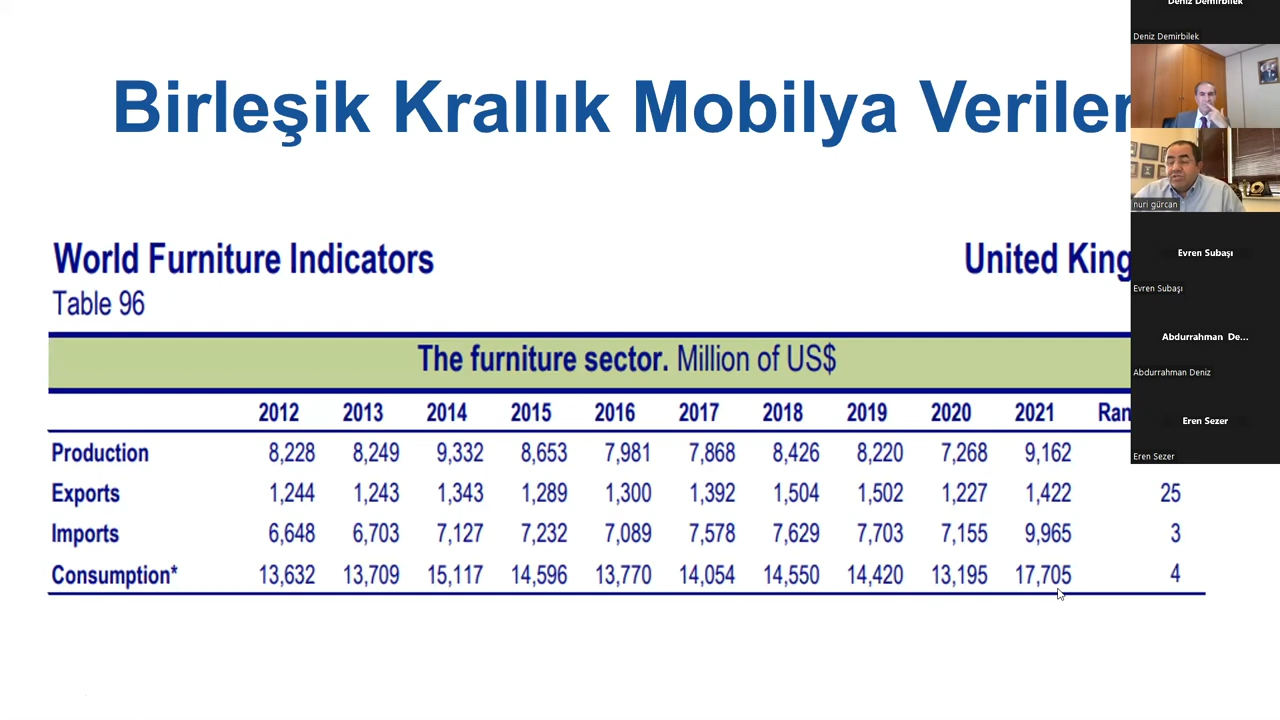 Birleşik Krallık Mobilya Veriler
World Furniture Indicators
United King
Table 96
The furniture sector. Million of US$
2012 2013 2014 2015 2016 2017 2018 2019 2020 2021 Ran
Production 8,228 8,249 9,332 8,653 7,981 7,868 8,426 8,220 7,268 9,162
Exports 1,244 1,243 1,343 1,289 1,300 1,392 1,504 1,502 1,227 1,422 25
Imports 6,648 6,703 7,127 7,232 7,089 7,578 7,629 7,703 7,155 9,965 3
Consumption* 13,632 13,709 15,117 14,596 13,770 14,054 14,550 14,420 13,195 17,705 4
Deniz Demirbilek
Deniz Demirbilek
nuri gürcan
Evren Subaşı
Evren Subaşı
Abdurrahman De...
Abdurrahman Deniz
Eren Sezer
Eren Sezer